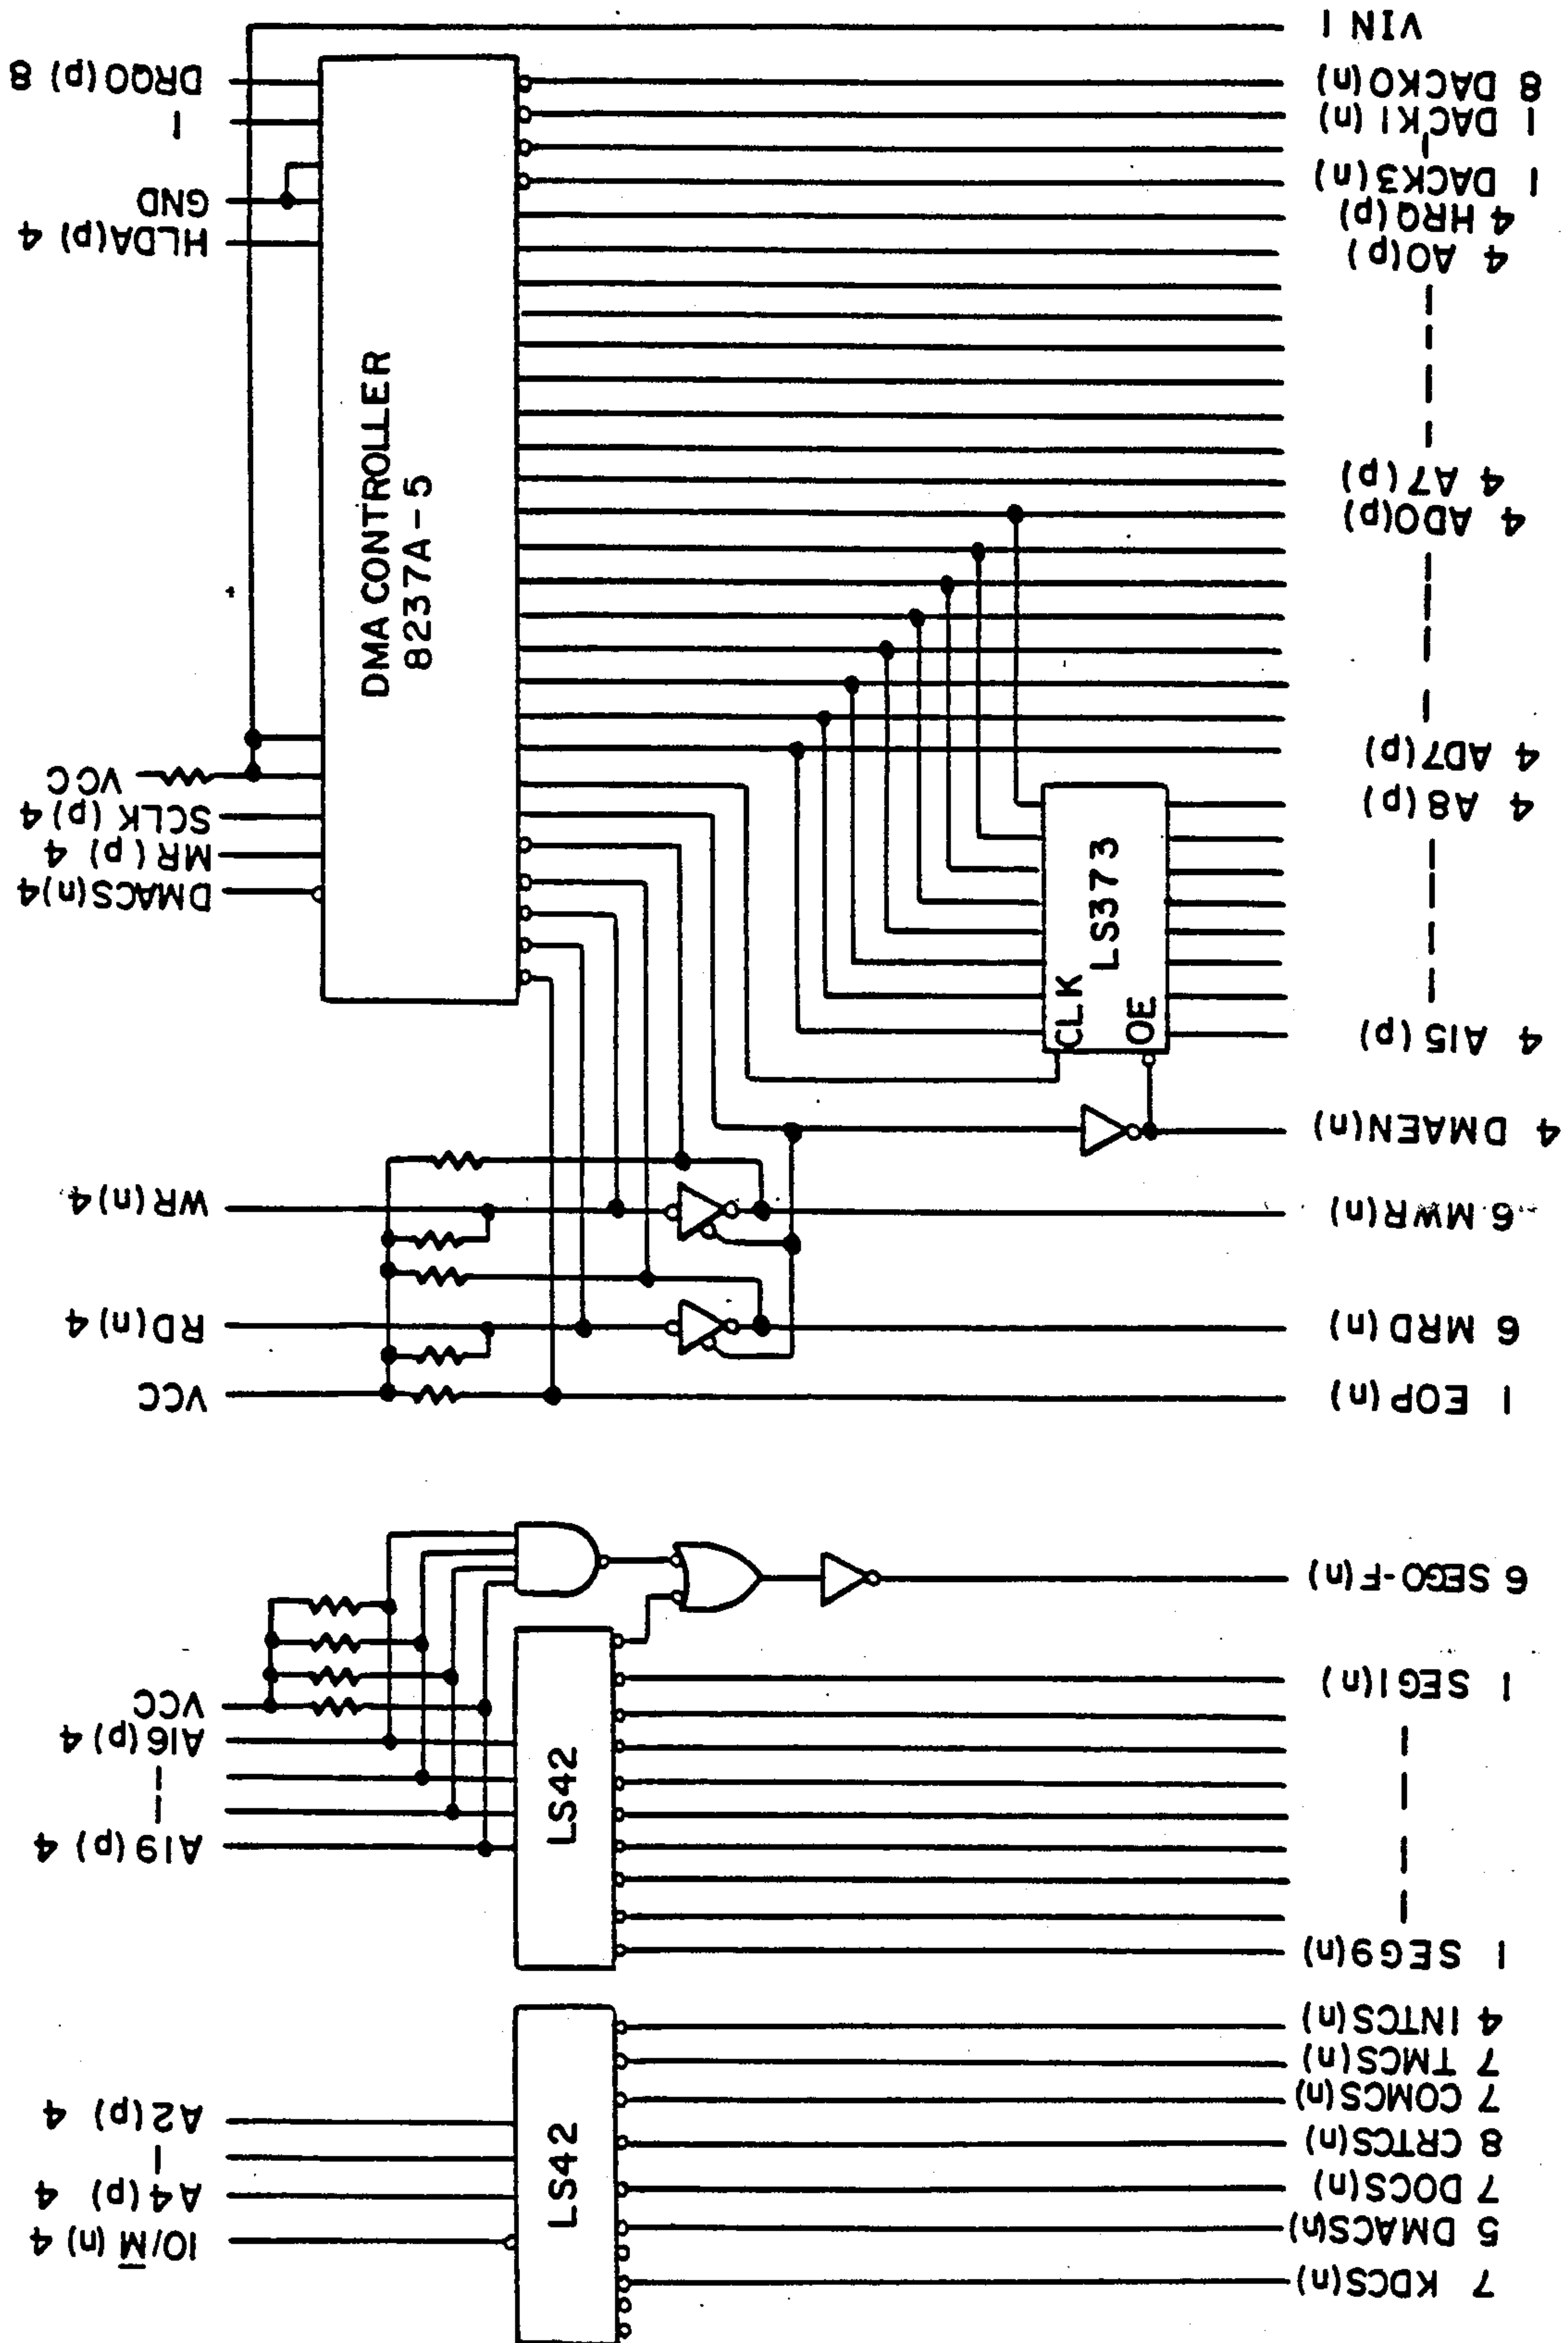 DRQ0(p) 8
1
GND
HLDA(p) 4
VCC
SCLK (p)4
MR(p) 4
DMACS(n)4
DMA CONTROLLER
8237A-5
VIN 1
8 DACK0(n)
1 DACK1(n)
1 DACK3(n)
4 HRQ(p)
4 A0(p)
4 A7(p)
4 AD0(p)
4 AD7(p)
4 A8(p)
4 A15(p)
LS373
CLK
OE
4 DMAEN(n)
WR(n)4
6 MWR(n)
RD(n)4
6 MRD(n)
VCC
1 EOP(n)
6 SEG0-F(n)
VCC
A16(p) 4
A19(p) 4
LS42
1 SEG1(n)
1 SEG9(n)
A2(p) 4
A4(p) 4
IO/M̅(n) 4
LS42
4 INTCS(n)
7 TMCS(n)
7 COMCS(n)
8 CRTCS(n)
7 DOCS(n)
5 DMACS(n)
7 KDCS(n)